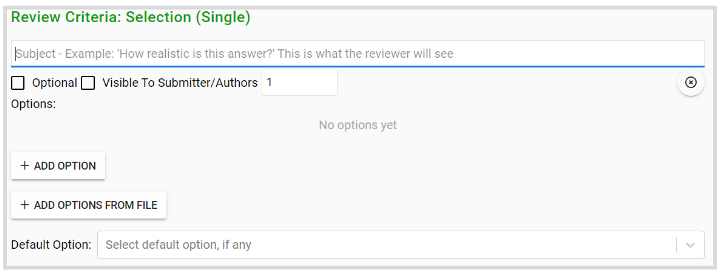 Review Criteria: Selection (Single)
Subject - Example: 'How realistic is this answer?' This is what the reviewer will see
Optional Visible To Submitter/Authors 1
Options:
No options yet
+ ADD OPTION
+ ADD OPTIONS FROM FILE
Default Option: Select default option, if any